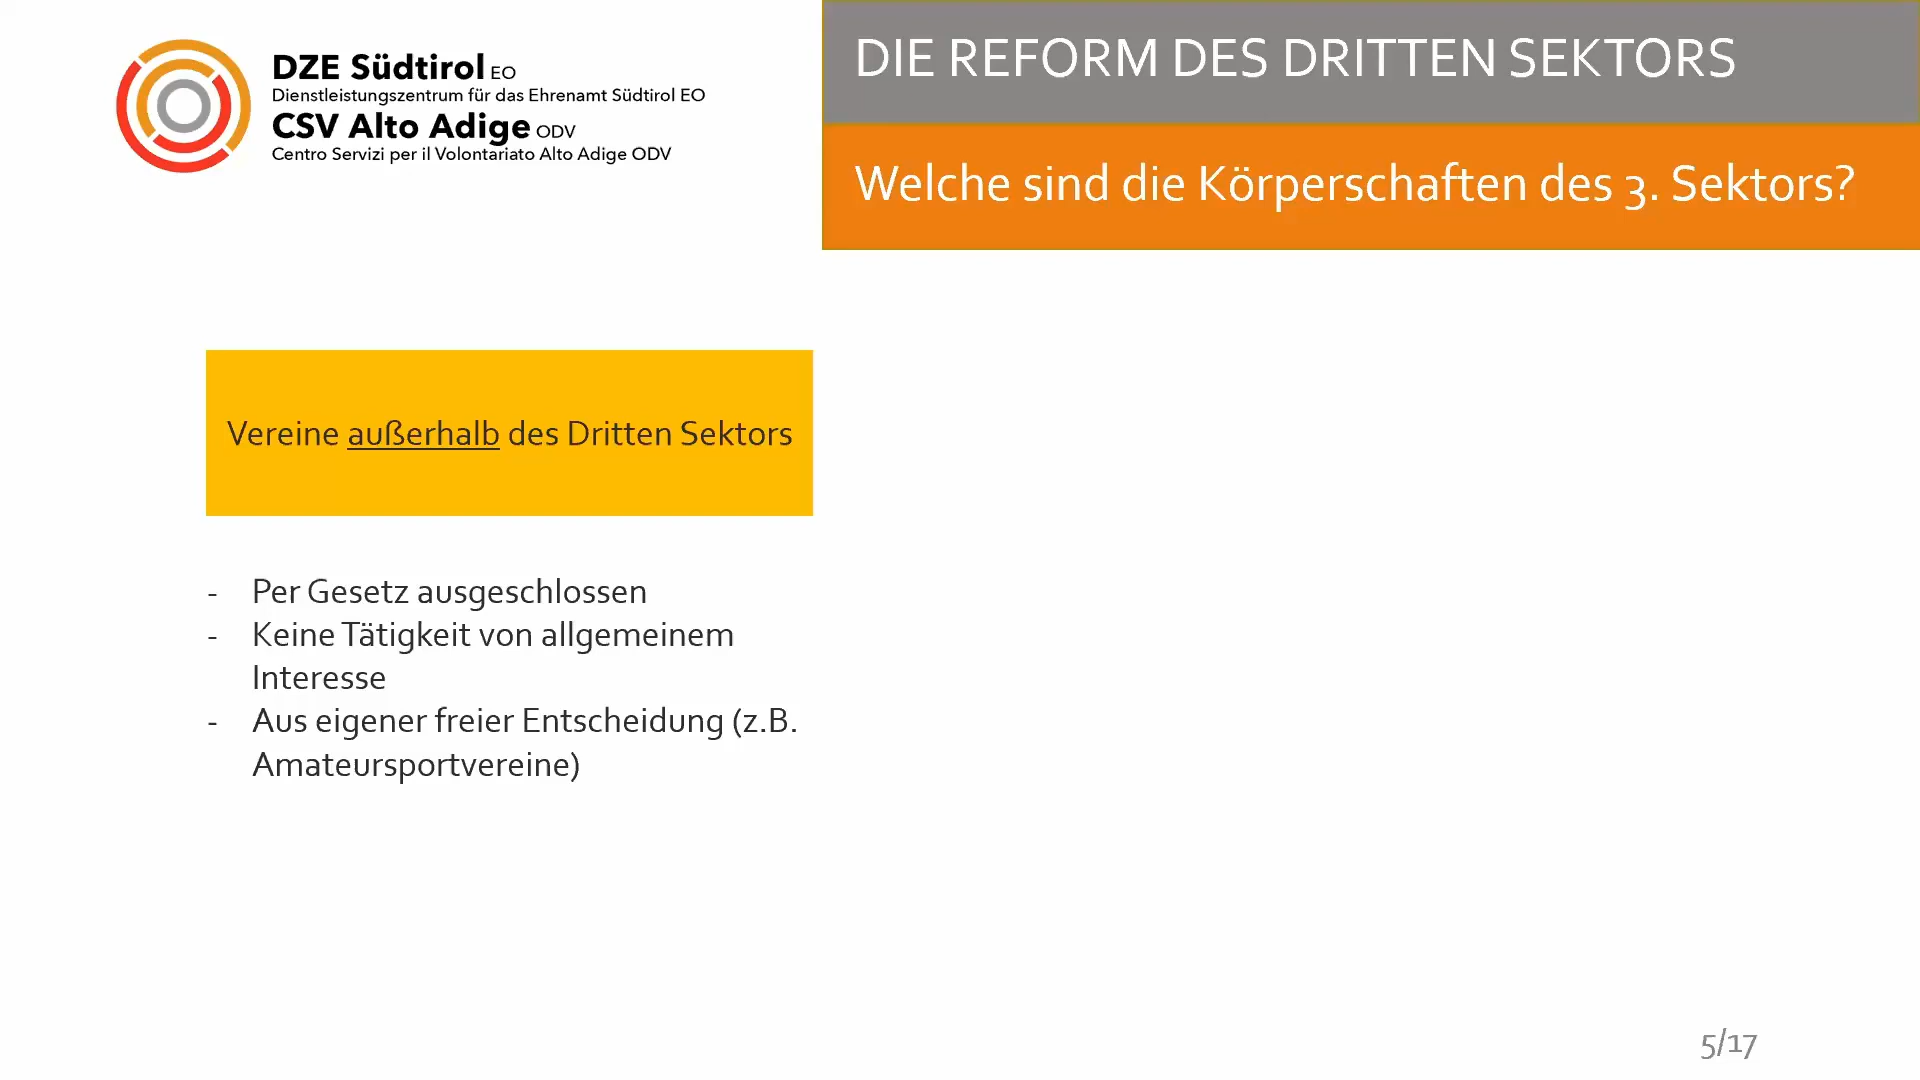 DZE Südtirol EO
Dienstleistungszentrum für das Ehrenamt Südtirol EO
CSV Alto Adige ODV
Centro Servizi per il Volontariato Alto Adige ODV
DIE REFORM DES DRITTEN SEKTORS
Welche sind die Körperschaften des 3. Sektors?
Vereine außerhalb des Dritten Sektors
- Per Gesetz ausgeschlossen
- Keine Tätigkeit von allgemeinem
Interesse
- Aus eigener freier Entscheidung (z.B.
Amateursportvereine)
5/17